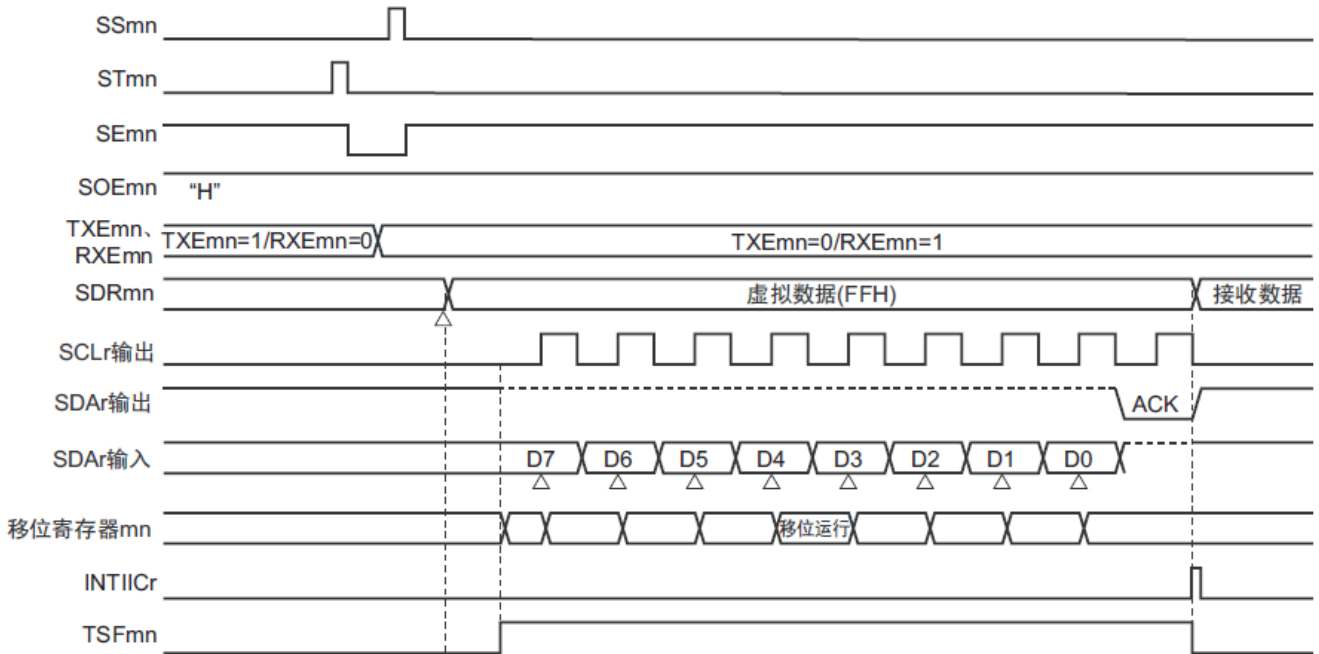 SSmn
STmn
SEmn
SOEmn “H”
TXEmn、
RXEmn
TXEmn=1/RXEmn=0 TXEmn=0/RXEmn=1
SDRmn 虚拟数据(FFH) 接收数据
SCLr输出
SDAr输出 ACK
SDAr输入 D7 D6 D5 D4 D3 D2 D1 D0
移位寄存器mn 移位运行
INTIICr
TSFmn